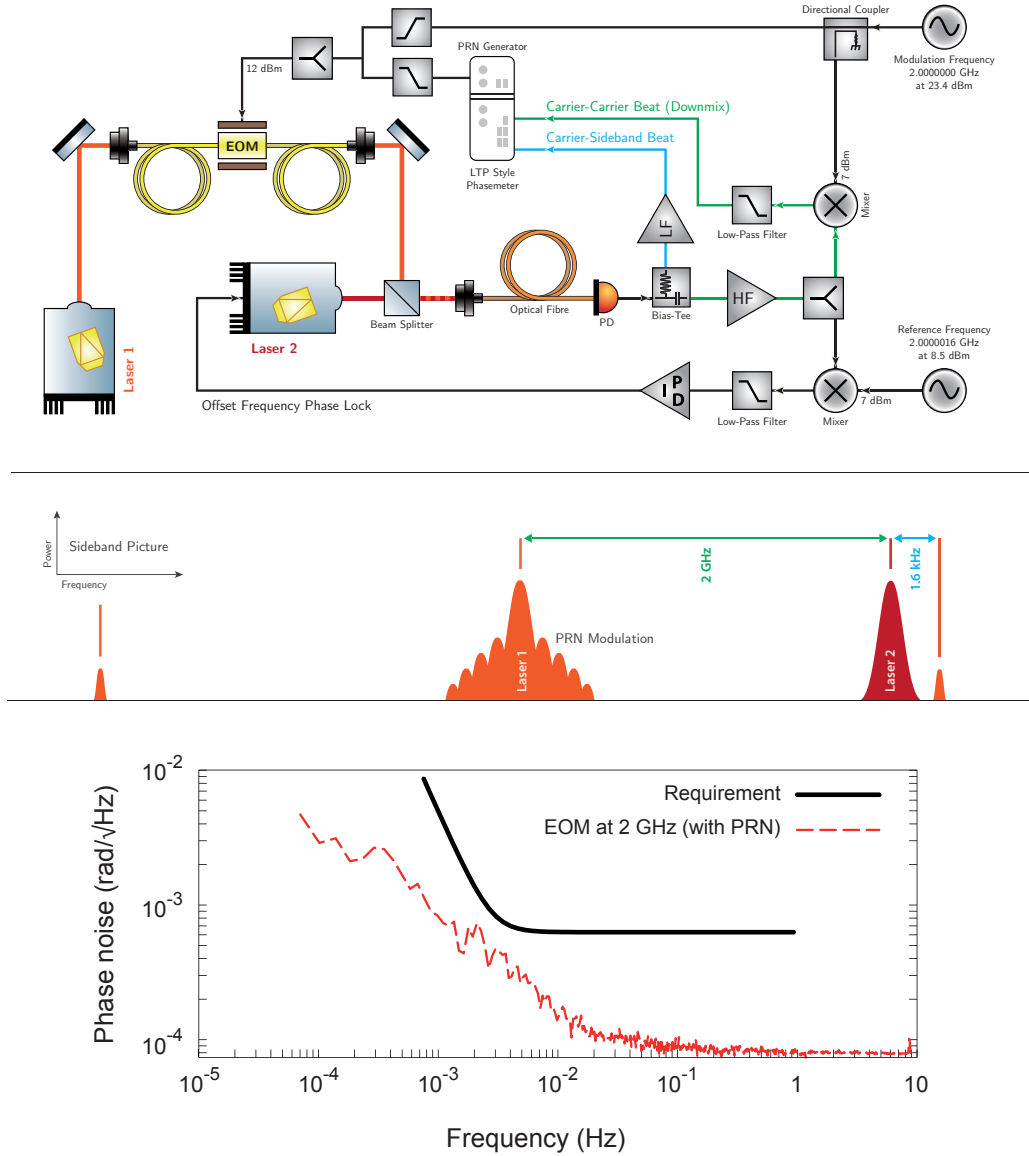 Directional Coupler
PRN Generator
12 dBm
Modulation Frequency
2.0000000 GHz
at 23.4 dBm
Carrier-Carrier Beat (Downmix)
Carrier-Sideband Beat
EOM
LTP Style
Phasemeter
7 dBm
Mixer
Low-Pass Filter
LF
HF
Beam Splitter
Optical Fibre
PD
Bias-Tee
Laser 1
Laser 2
Reference Frequency
2.0000016 GHz
at 8.5 dBm
Offset Frequency Phase Lock
P
I
D
Low-Pass Filter
7 dBm
Mixer
Power
Sideband Picture
Frequency
2 GHz
1.6 kHz
PRN Modulation
Laser 1
Laser 2
10-2
10-3
10-4
Phase noise (rad/√Hz)
Requirement
EOM at 2 GHz (with PRN)
10-5
10-4
10-3
10-2
10-1
1
10
Frequency (Hz)